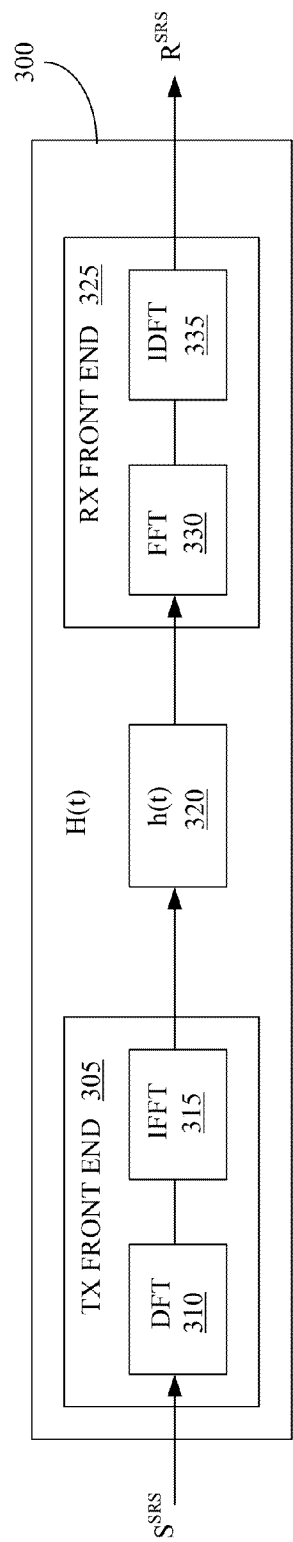 300
S^SRS
TX FRONT END 305
DFT
310
IFFT
315
H(t)
h(t)
320
RX FRONT END 325
FFT
330
IDFT
335
R^SRS